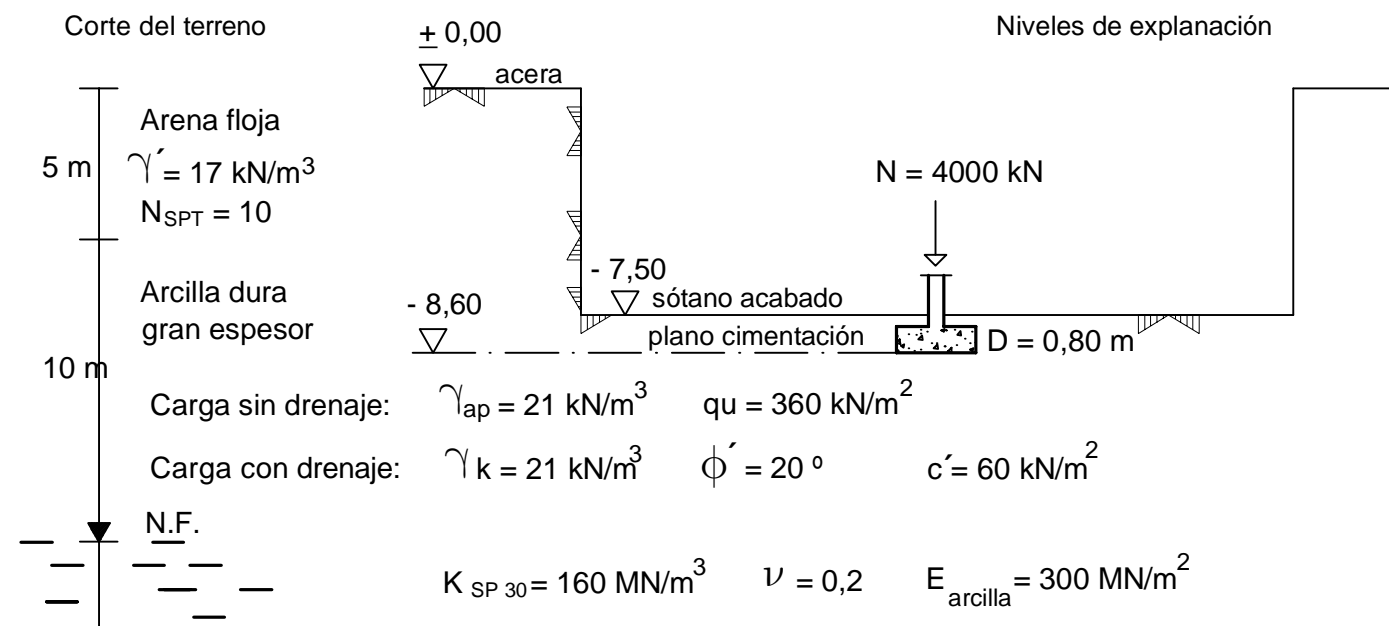 Corte del terreno
± 0,00
Niveles de explanación
acera
Arena floja
5 m
γ´= 17 kN/m³
N = 4000 kN
N_SPT = 10
- 7,50
Arcilla dura
gran espesor
- 8,60
sótano acabado
plano cimentación
D = 0,80 m
10 m
Carga sin drenaje: γap = 21 kN/m³ qu = 360 kN/m²
Carga con drenaje: γ k = 21 kN/m³ ϕ´ = 20 º c´= 60 kN/m²
N.F.
K SP 30 = 160 MN/m³ ν = 0,2 E arcilla = 300 MN/m²